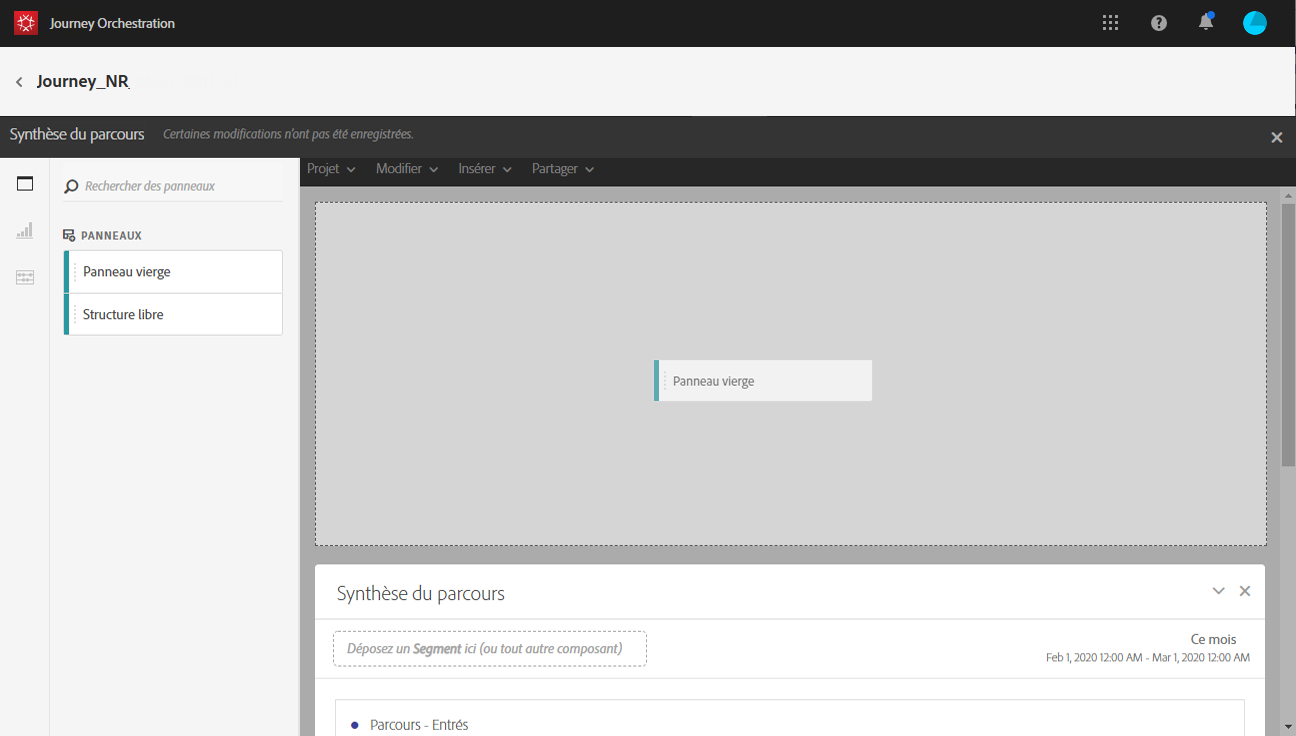 Journey Orchestration
Journey_NR
Synthèse du parcours Certaines modifications n'ont pas été enregistrées.
Projet Modifier Insérer Partager
Rechercher des panneaux
PANNEAUX
Panneau vierge
Structure libre
Panneau vierge
Synthèse du parcours
Déposez un Segment ici (ou tout autre composant)
Ce mois
Feb 1, 2020 12:00 AM - Mar 1, 2020 12:00 AM
Parcours - Entrés